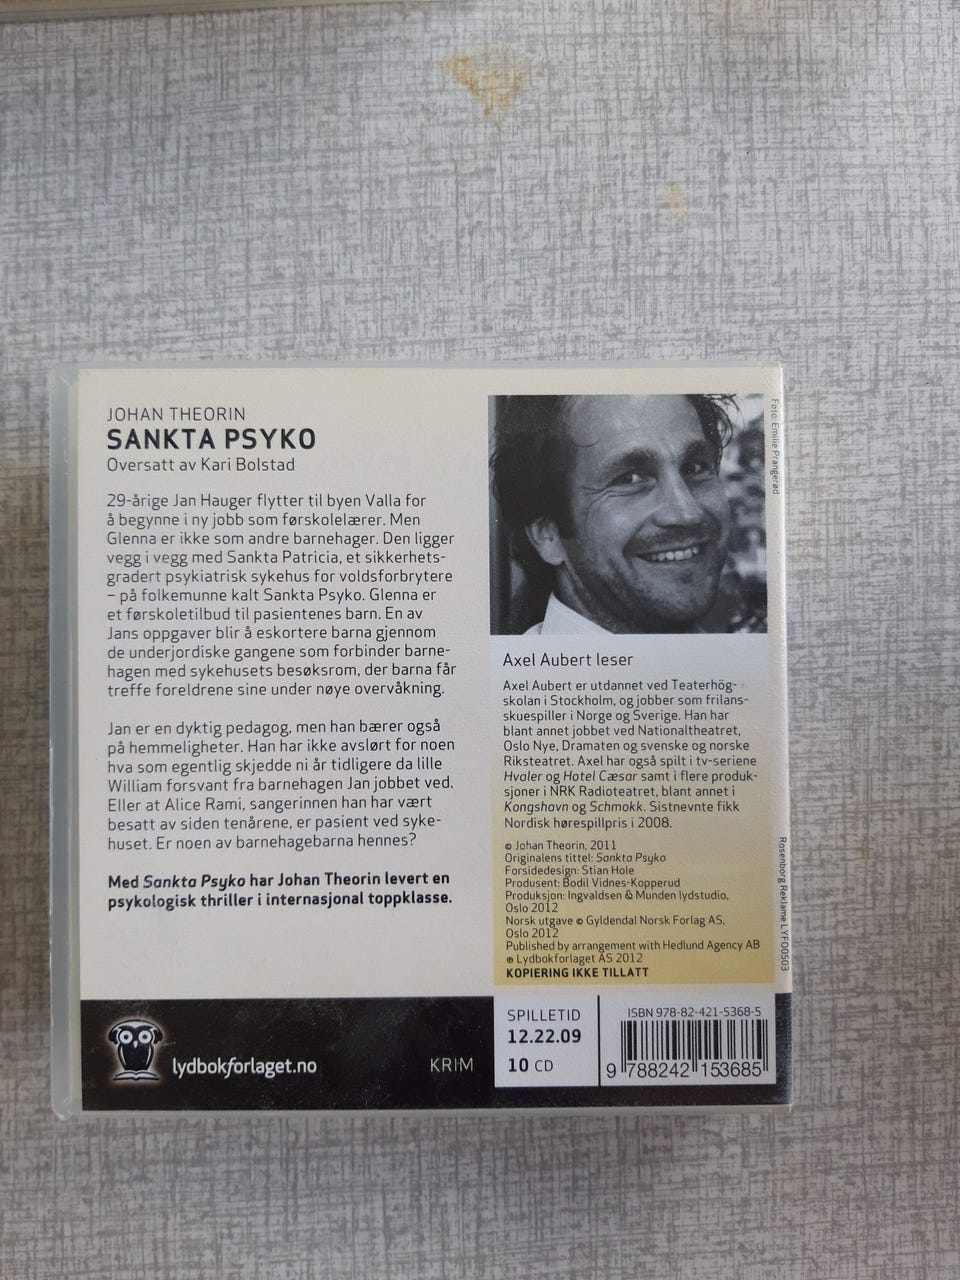 JOHAN THEORIN
SANKTA PSYKO
Oversatt av Kari Bolstad
29-årige Jan Hauger flytter til byen Valla for
å begynne i ny jobb som førskolelærer. Men
Glenna er ikke som andre barnehager. Den ligger
vegg i vegg med Sankta Patricia, et sikkerhets-
gradert psykiatrisk sykehus for voldsforbrytere
– på folkemunne kalt Sankta Psyko. Glenna er
et førskoletilbud til pasientenes barn. En av
Jans oppgaver blir å eskortere barna gjennom
de underjordiske gangene som forbinder barne-
hagen med sykehusets besøksrom, der barna får
treffe foreldrene sine under nøye overvåkning.
Jan er en dyktig pedagog, men han bærer også
på hemmeligheter. Han har ikke avslørt for noen
hva som egentlig skjedde ni år tidligere da lille
William forsvant fra barnehagen Jan jobbet ved.
Eller at Alice Rami, sangerinnen han har vært
besatt av siden tenårene, er pasient ved syke-
huset. Er noen av barnehagebarna hennes?
Med Sankta Psyko har Johan Theorin levert en
psykologisk thriller i internasjonal toppklasse.
Foto: Emilie Prangerød
Axel Aubert leser
Axel Aubert er utdannet ved Teaterhög-
skolan i Stockholm, og jobber som frilans-
skuespiller i Norge og Sverige. Han har
blant annet jobbet ved Nationaltheatret,
Oslo Nye, Dramaten og svenske og norske
Riksteatret. Axel har også spilt i tv-seriene
Hvaler og Hotel Cæsar samt i flere produk-
sjoner i NRK Radioteatret, blant annet i
Kongshavn og Schmokk. Sistnevnte fikk
Nordisk hørespillpris i 2008.
© Johan Theorin, 2011
Originalens tittel: Sankta Psyko
Forsidedesign: Stian Hole
Produsent: Bodil Vidnes-Kopperud
Produksjon: Ingvaldsen & Munden lydstudio,
Oslo 2012
Norsk utgave © Gyldendal Norsk Forlag AS,
Oslo 2012
Published by arrangement with Hedlund Agency AB
℗ Lydbokforlaget AS 2012
KOPIERING IKKE TILLATT
Rosenborg Reklame LYFO0503
lydbokforlaget.no
KRIM
SPILLETID
12.22.09
10 CD
ISBN 978-82-421-5368-5
9 788242 153685